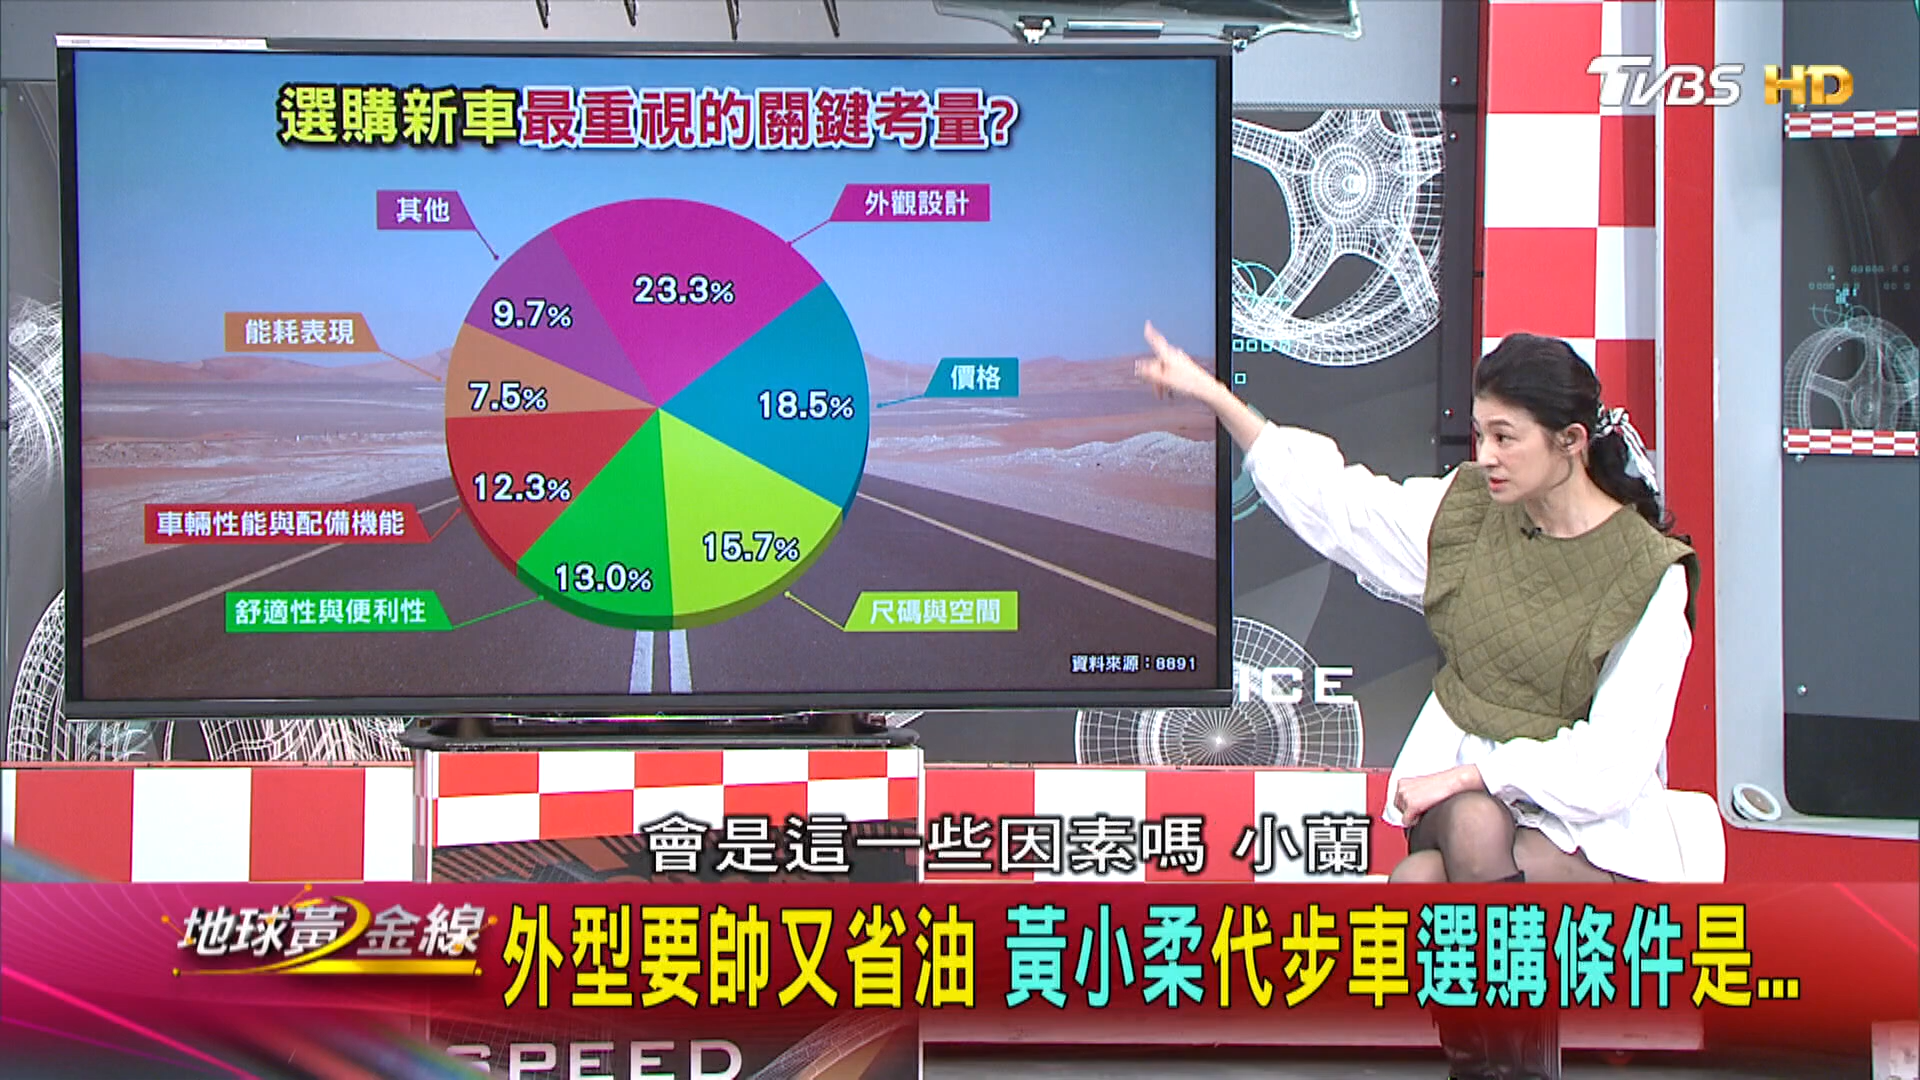 TVBS HD
選購新車最重視的關鍵考量?
其他
外觀設計
23.3%
9.7%
能耗表現
價格
7.5%
18.5%
12.3%
車輛性能與配備機能
15.7%
13.0%
舒適性與便利性
尺碼與空間
資料來源：8891
ICE
會是這一些因素嗎 小蘭
地球黃金線
外型要帥又省油 黃小柔代步車選購條件是...
SPEED